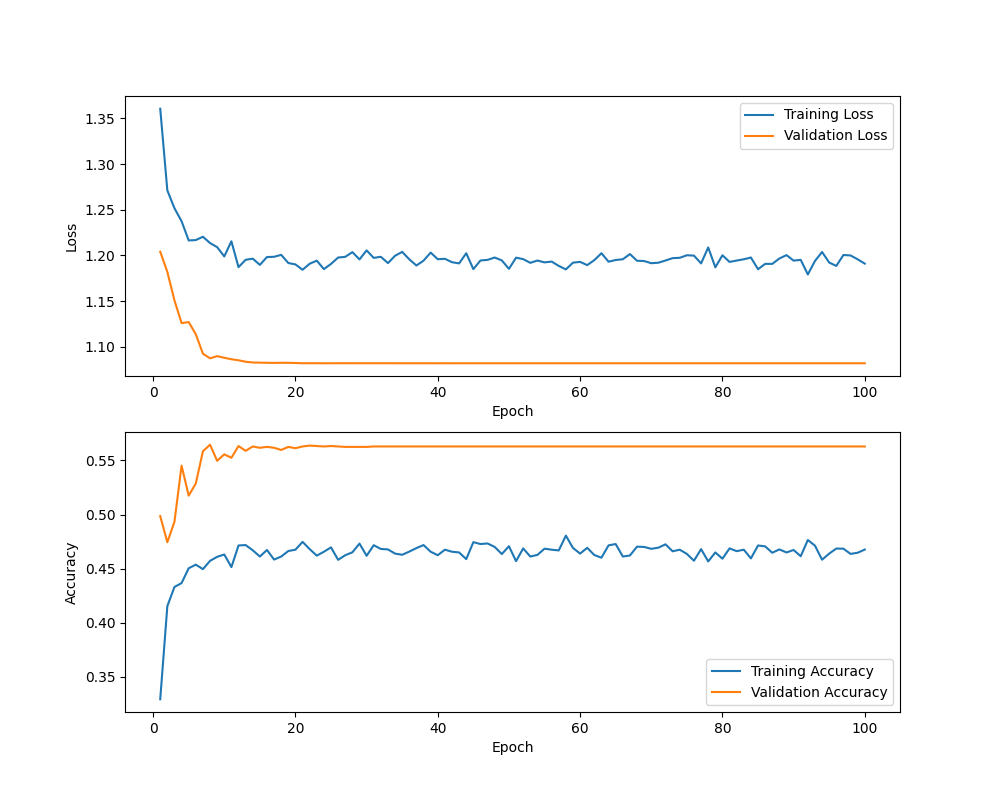 1.35
1.30
1.25
1.20
1.15
1.10
Loss
Training Loss
Validation Loss
0 20 40 60 80 100
Epoch
0.55
0.50
0.45
0.40
0.35
Accuracy
Training Accuracy
Validation Accuracy
0 20 40 60 80 100
Epoch